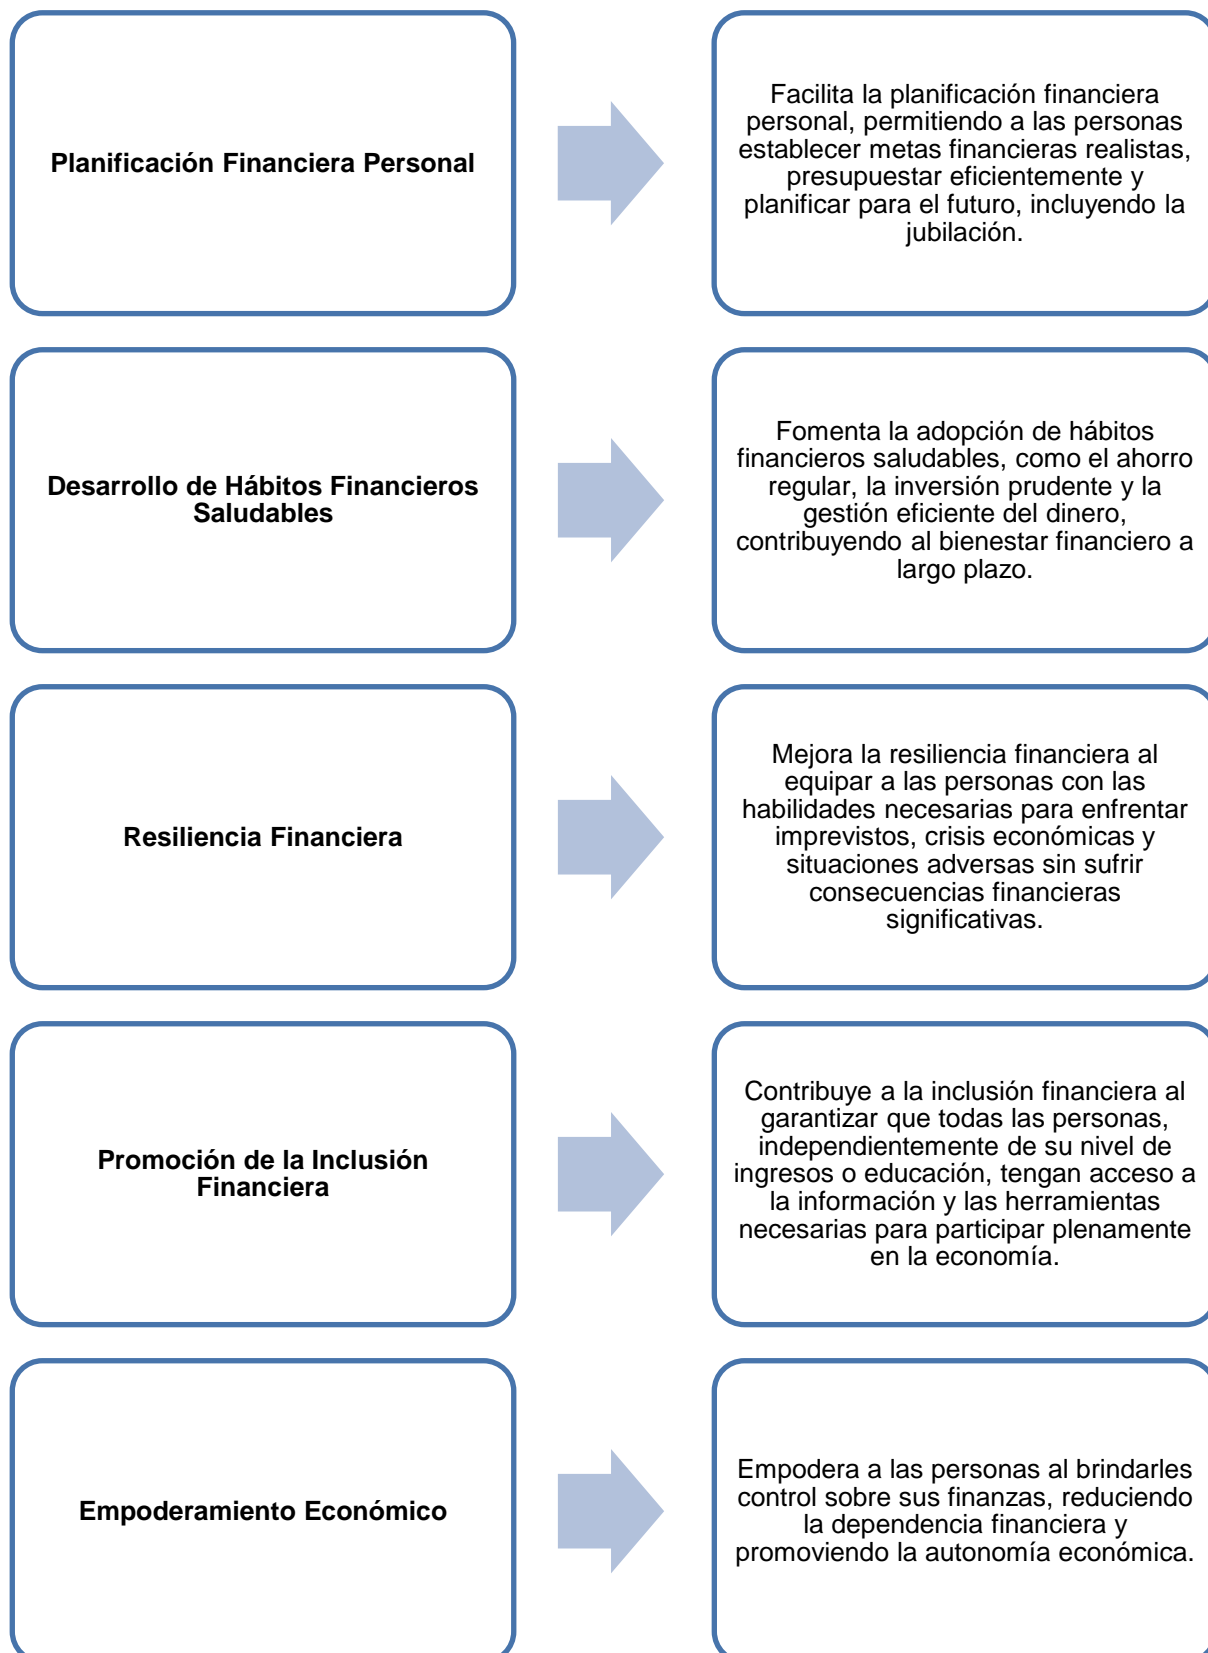 Planificación Financiera Personal
Facilita la planificación financiera
personal, permitiendo a las personas
establecer metas financieras realistas,
presupuestar eficientemente y
planificar para el futuro, incluyendo la
jubilación.
Desarrollo de Hábitos Financieros
Saludables
Fomenta la adopción de hábitos
financieros saludables, como el ahorro
regular, la inversión prudente y la
gestión eficiente del dinero,
contribuyendo al bienestar financiero a
largo plazo.
Resiliencia Financiera
Mejora la resiliencia financiera al
equipar a las personas con las
habilidades necesarias para enfrentar
imprevistos, crisis económicas y
situaciones adversas sin sufrir
consecuencias financieras
significativas.
Promoción de la Inclusión
Financiera
Contribuye a la inclusión financiera al
garantizar que todas las personas,
independientemente de su nivel de
ingresos o educación, tengan acceso a
la información y las herramientas
necesarias para participar plenamente
en la economía.
Empoderamiento Económico
Empodera a las personas al brindarles
control sobre sus finanzas, reduciendo
la dependencia financiera y
promoviendo la autonomía económica.